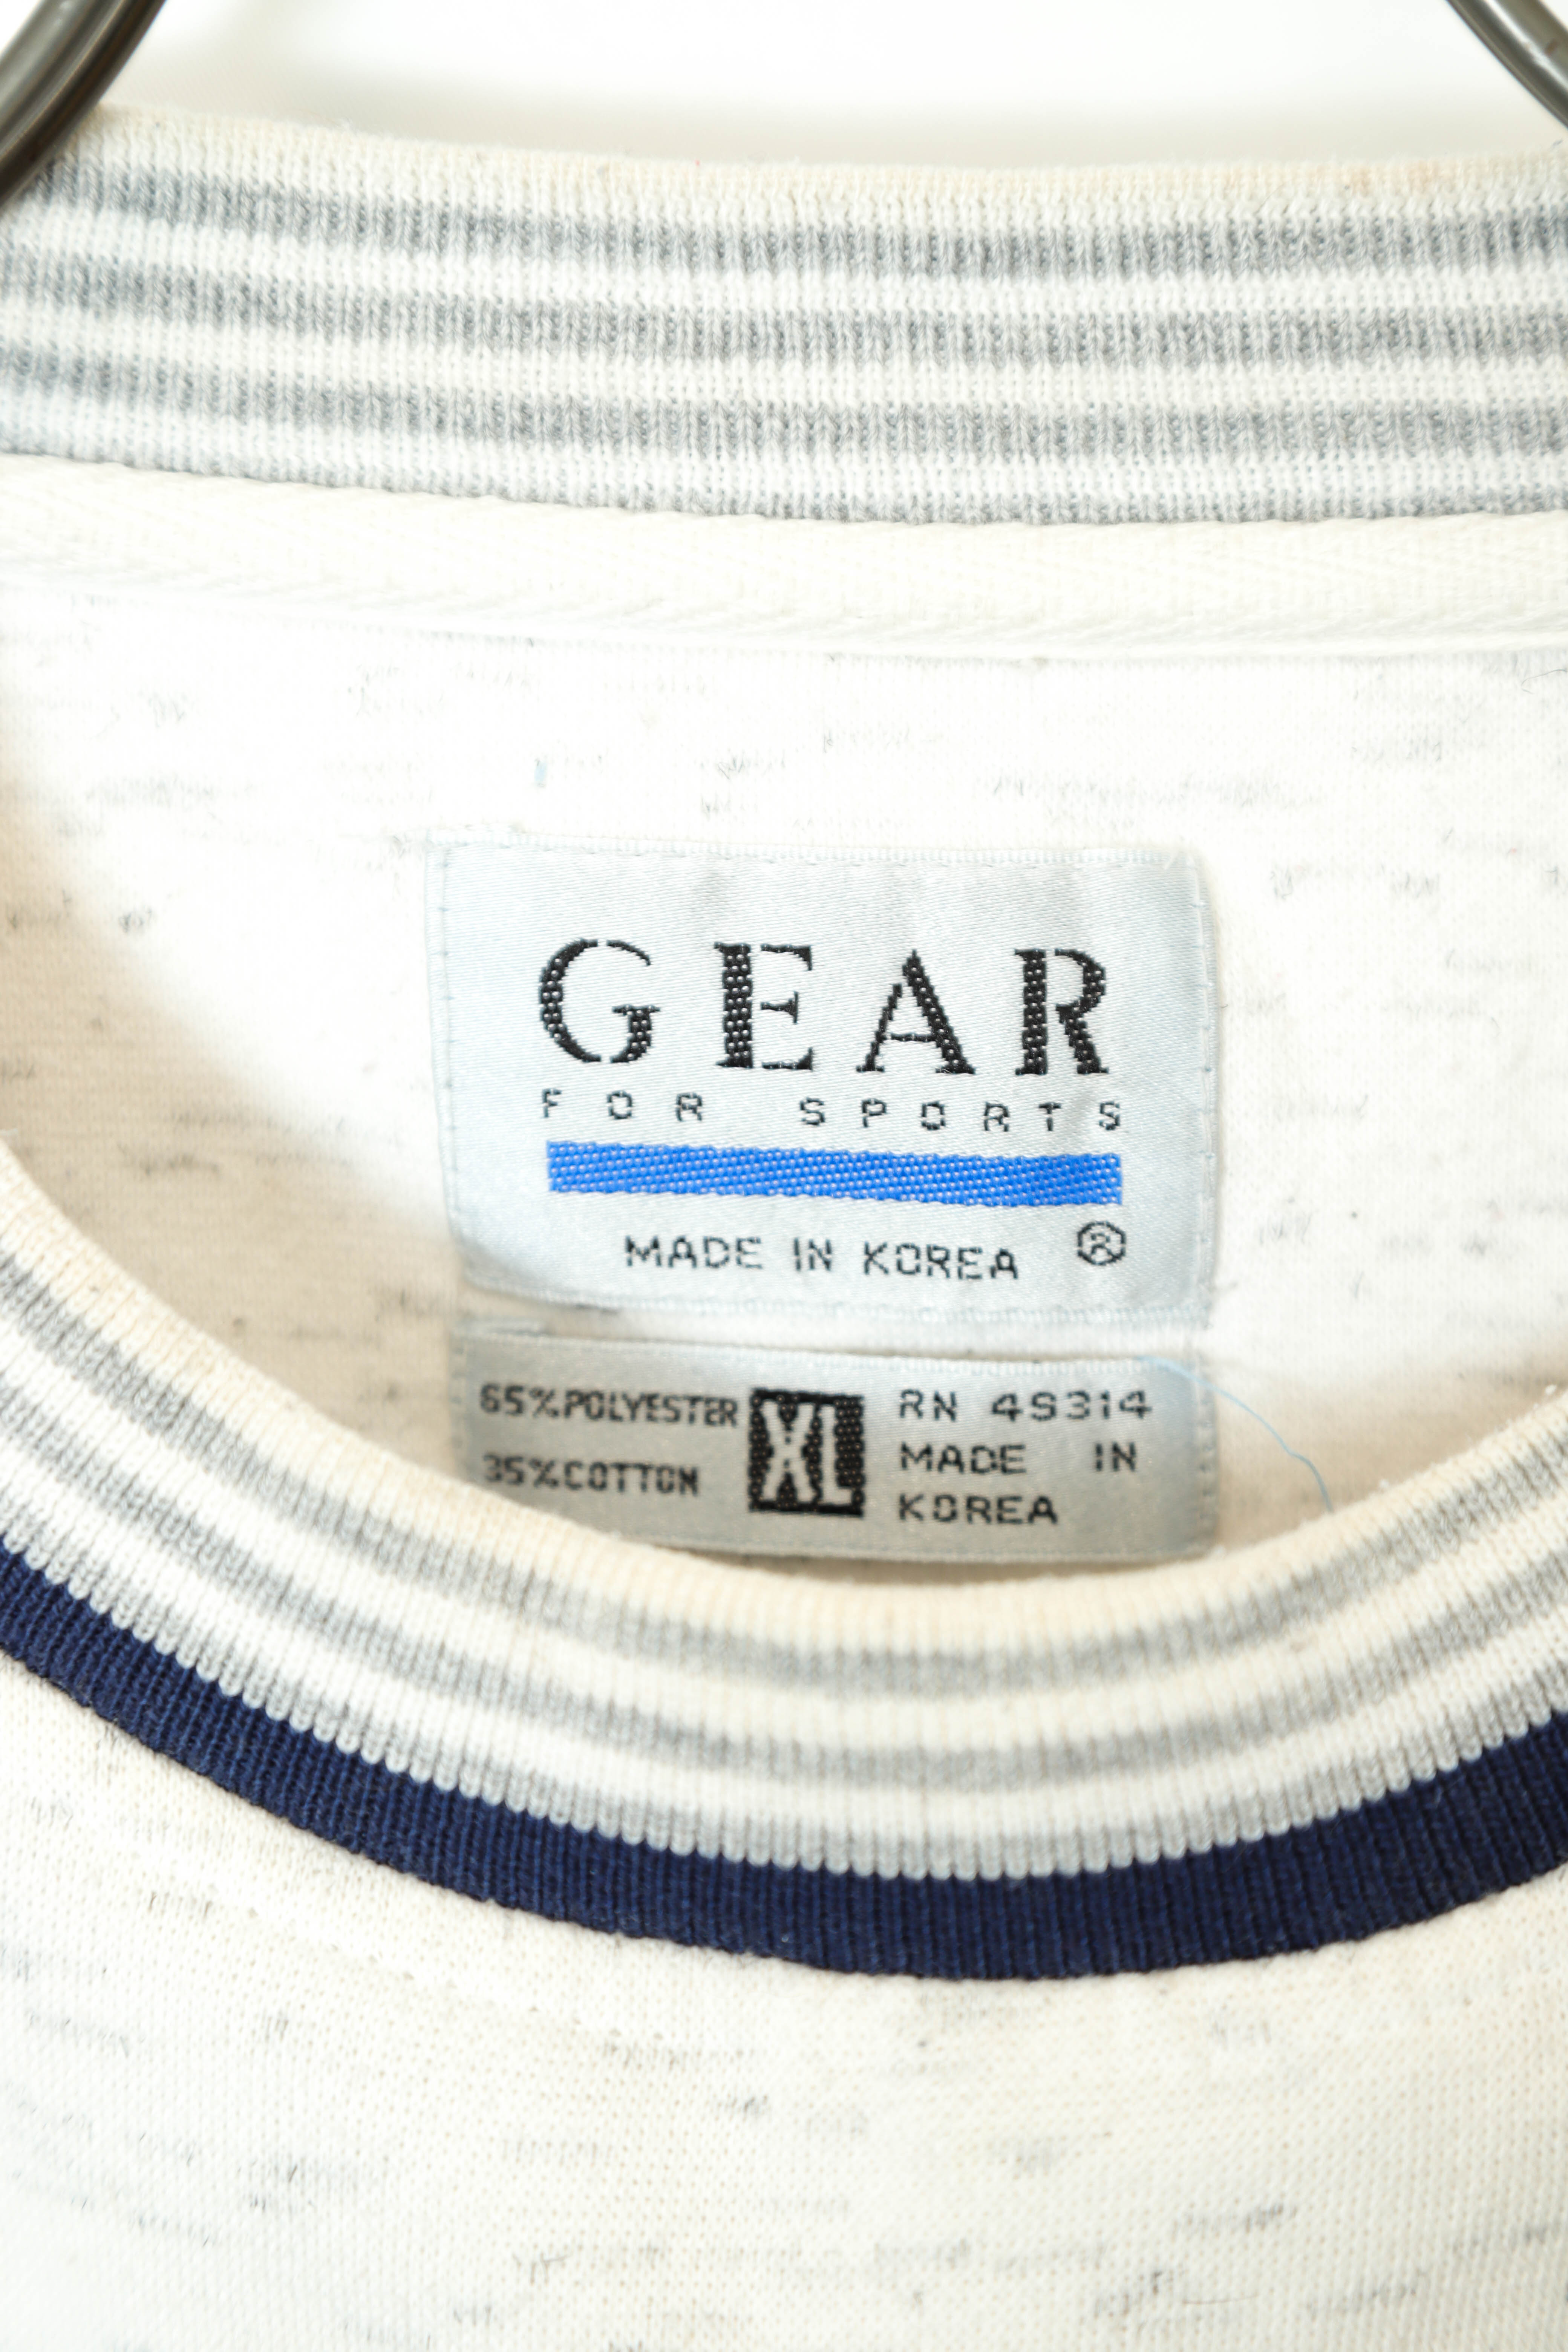 GEAR
FOR SPORTS
MADE IN KOREA ®
65%POLYESTER
35%COTTON
XL
RN 49314
MADE IN
KOREA